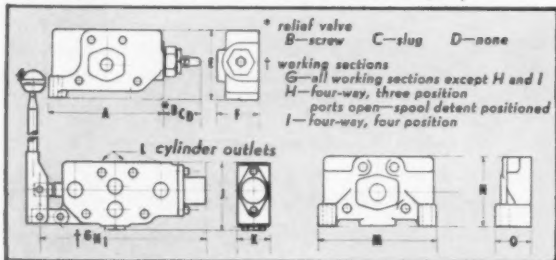 * relief valve
B—screw C—slug D—none
† working sections
G—all working sections except H and I
H—four-way, three position
ports open—spool detent positioned
I—four-way, four position
E
A
* B C D
F
L cylinder outlets
† G H I
J
K
M
N
O